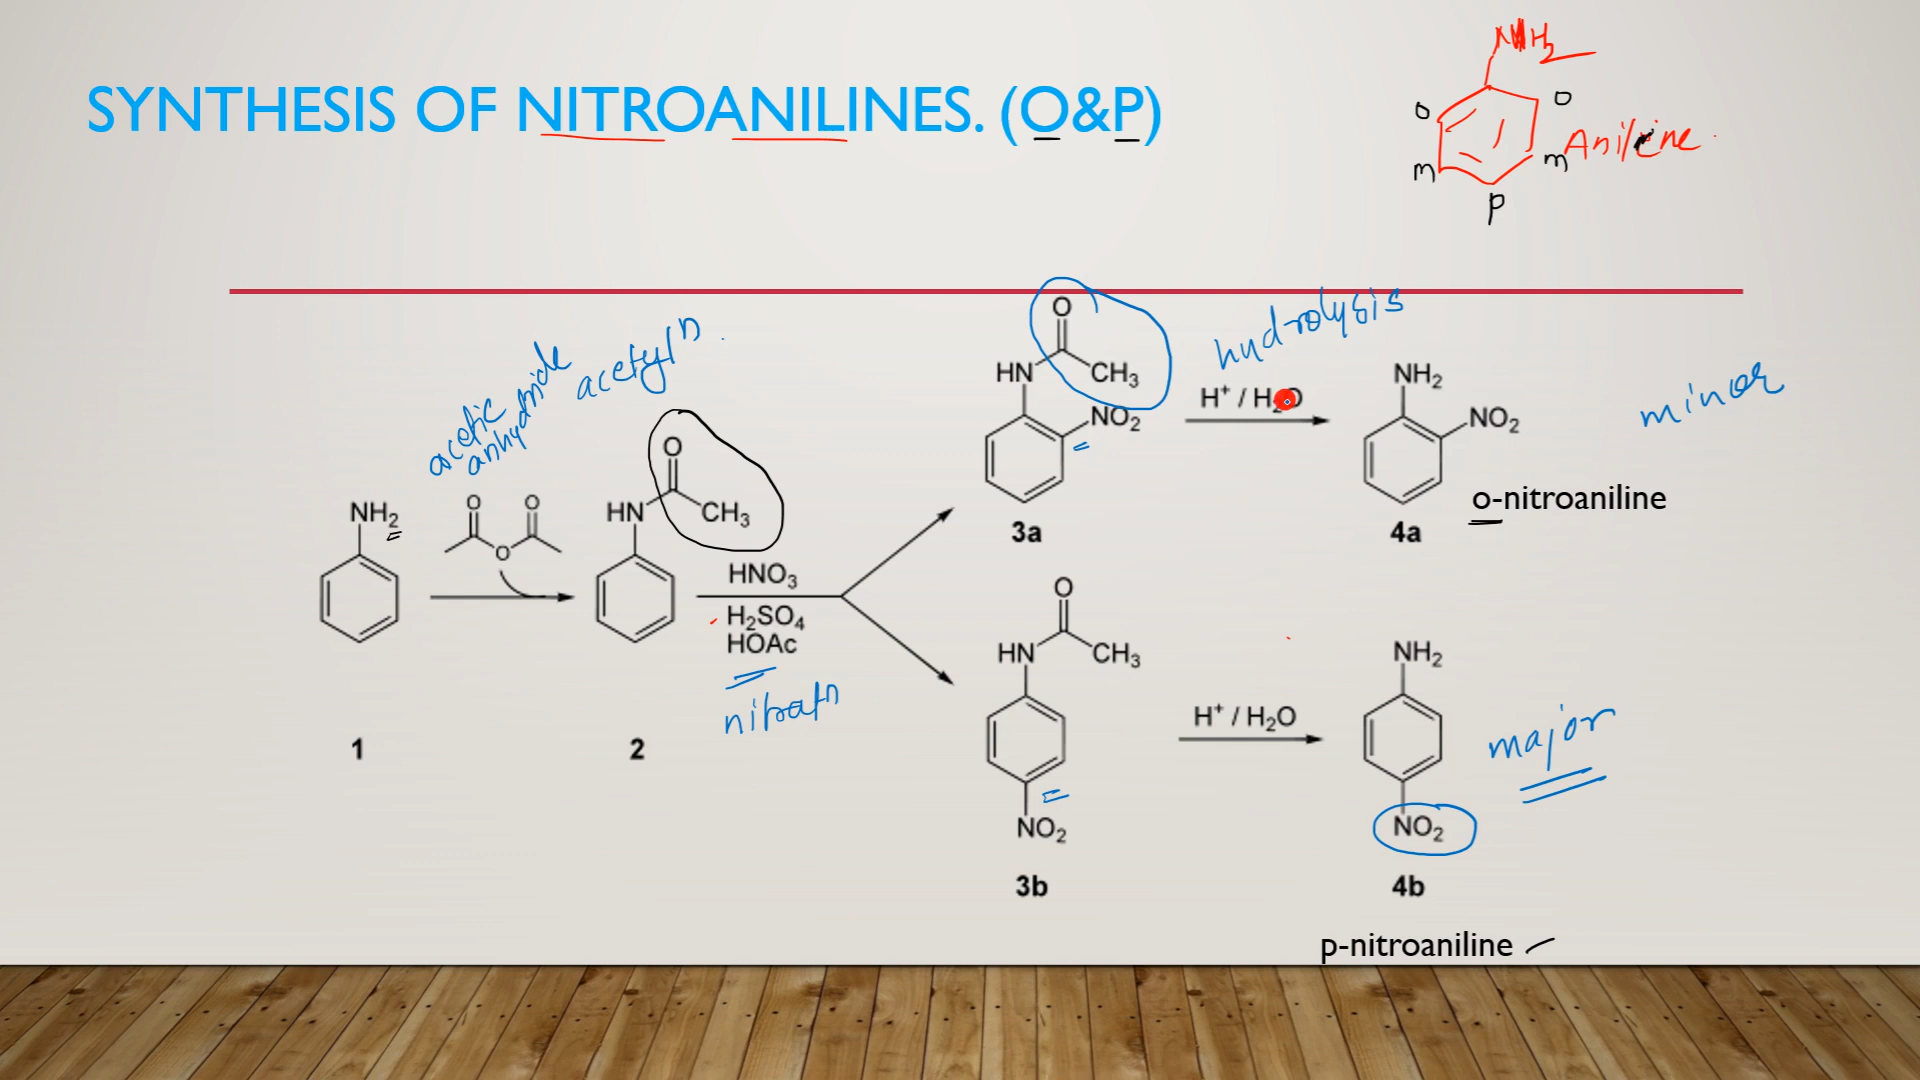 SYNTHESIS OF NITROANILINES. (O&P)
NH2
O
O
m
m
P
Aniline.
acetic
anhydride
acetyl^n.
NH2
O
O
O
1
O
HN
CH3
2
HNO3
H2SO4
HOAc
nitrat^n
O
HN
CH3
NO2
3a
hydrolysis
H+ / H2O
NH2
NO2
4a
o-nitroaniline
minor
O
HN
CH3
NO2
3b
H+ / H2O
NH2
NO2
4b
major
p-nitroaniline